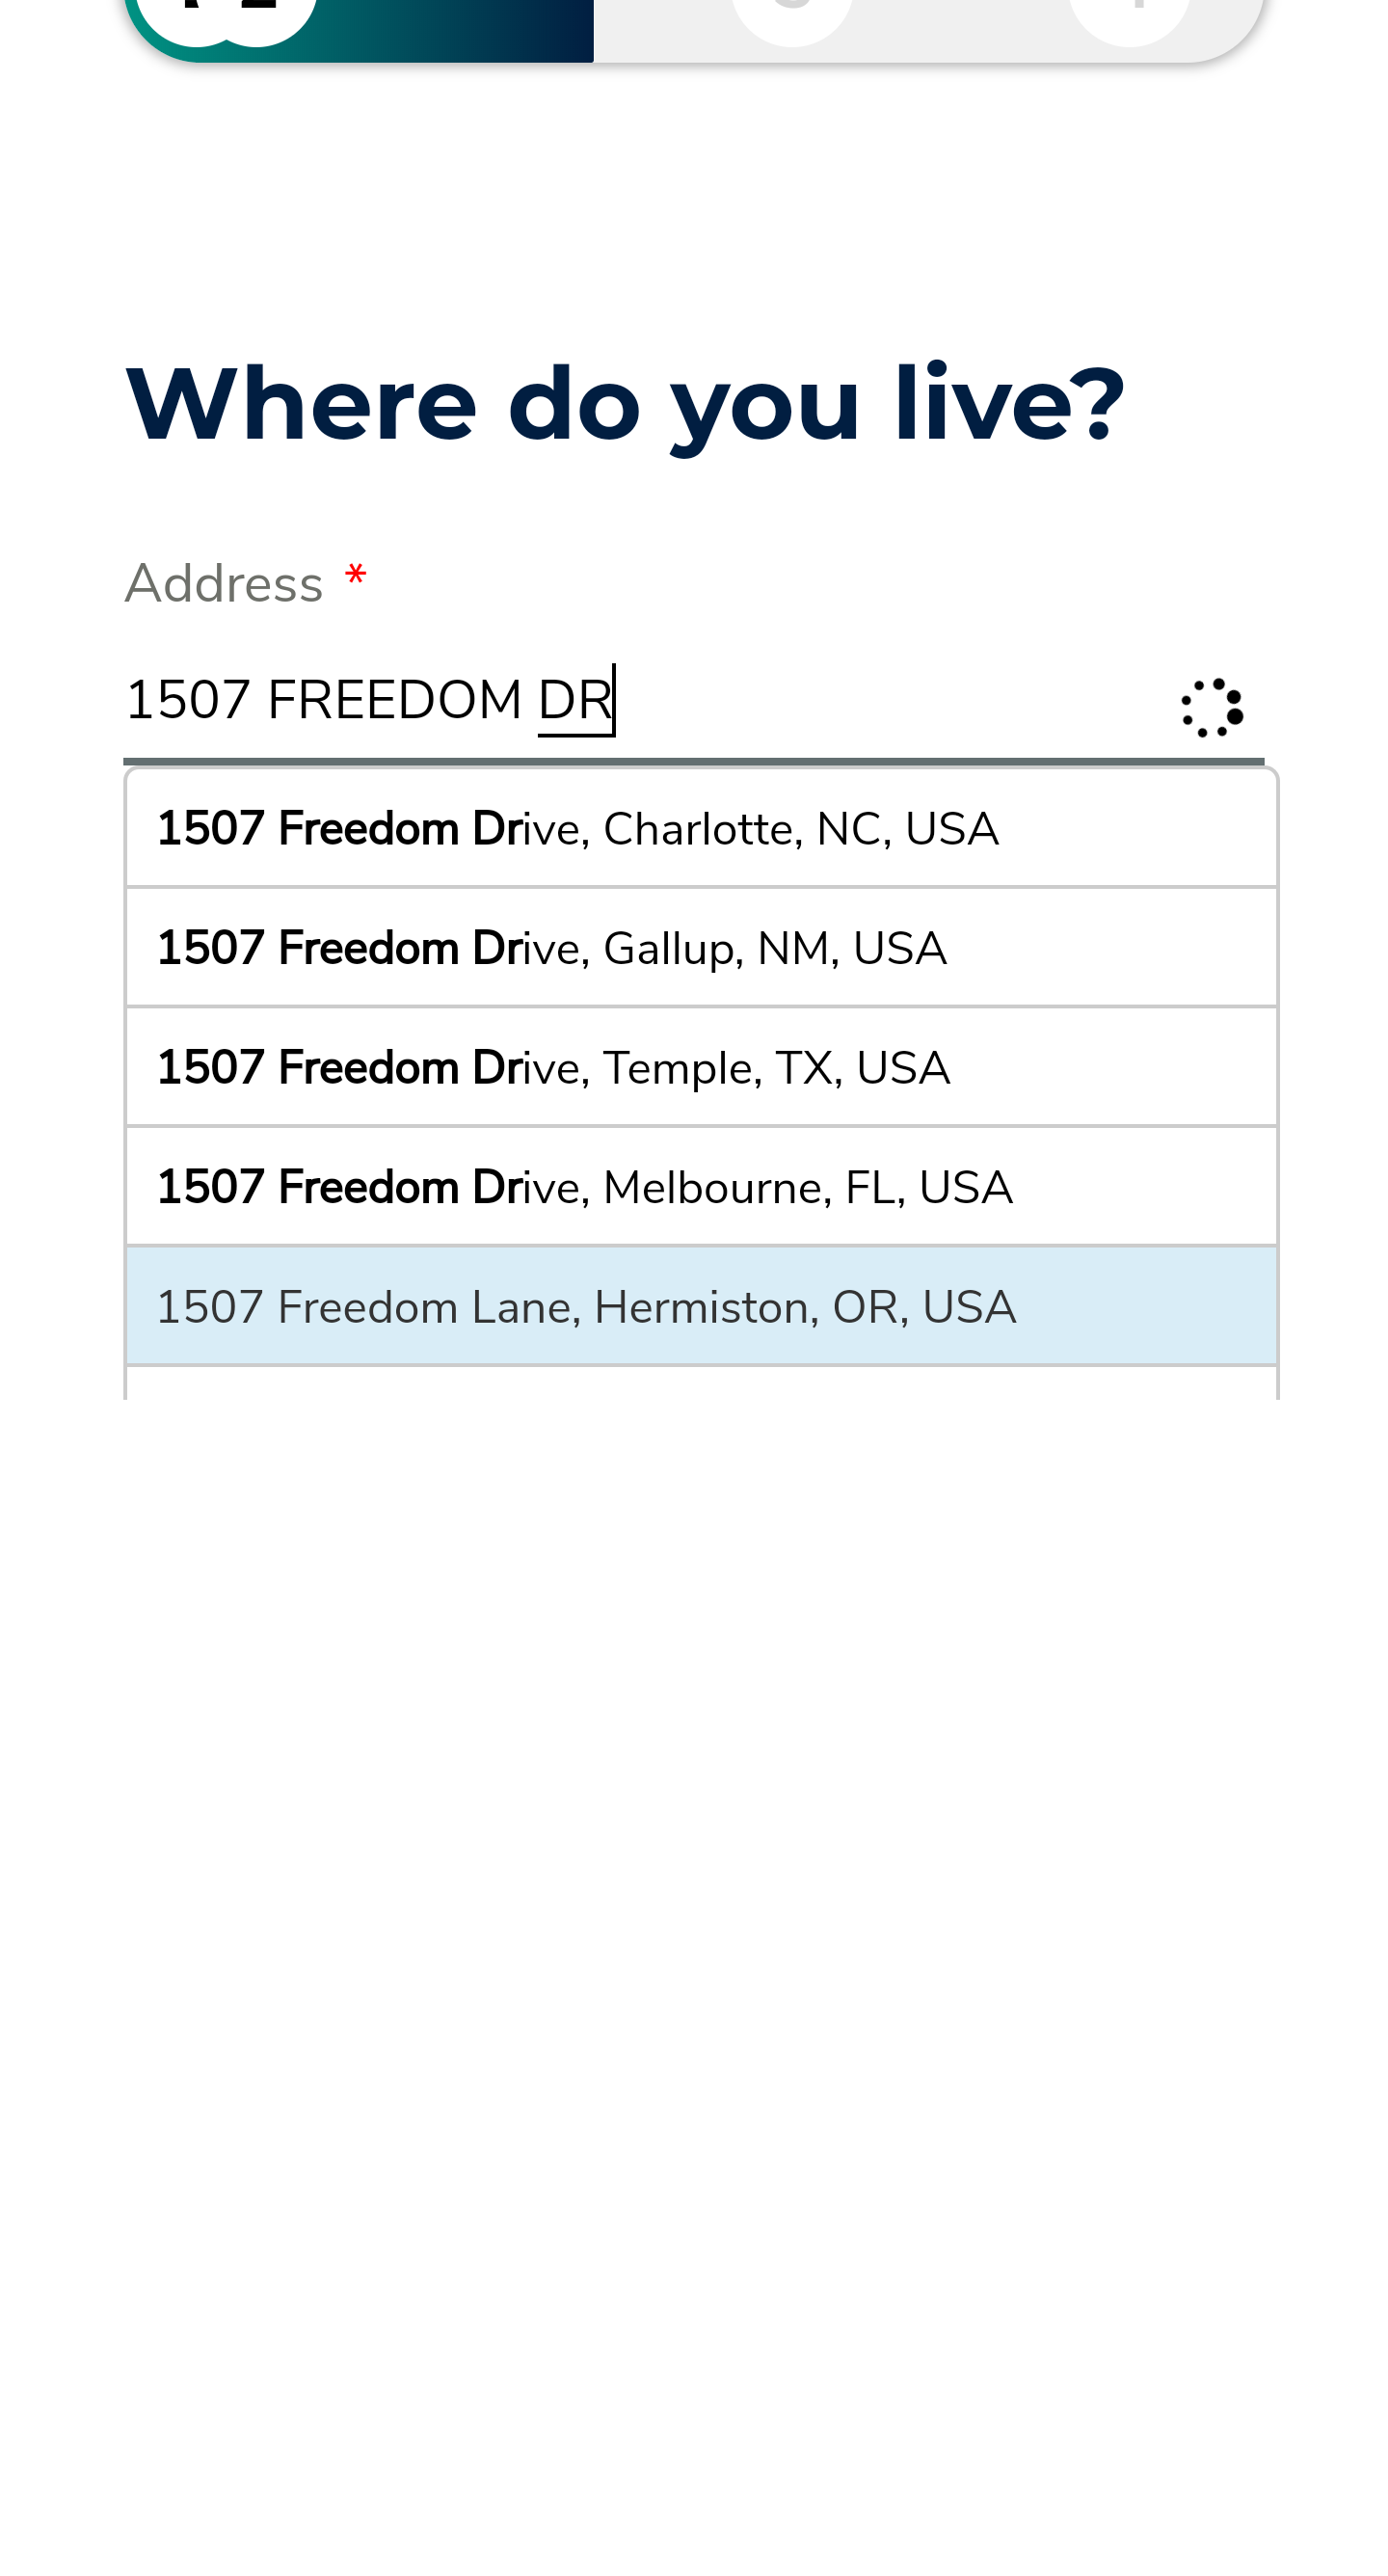 Where do you live?
Address *
1507 FREEDOM DR
1507 Freedom Drive, Charlotte, NC, USA
1507 Freedom Drive, Gallup, NM, USA
1507 Freedom Drive, Temple, TX, USA
1507 Freedom Drive, Melbourne, FL, USA
1507 Freedom Lane, Hermiston, OR, USA